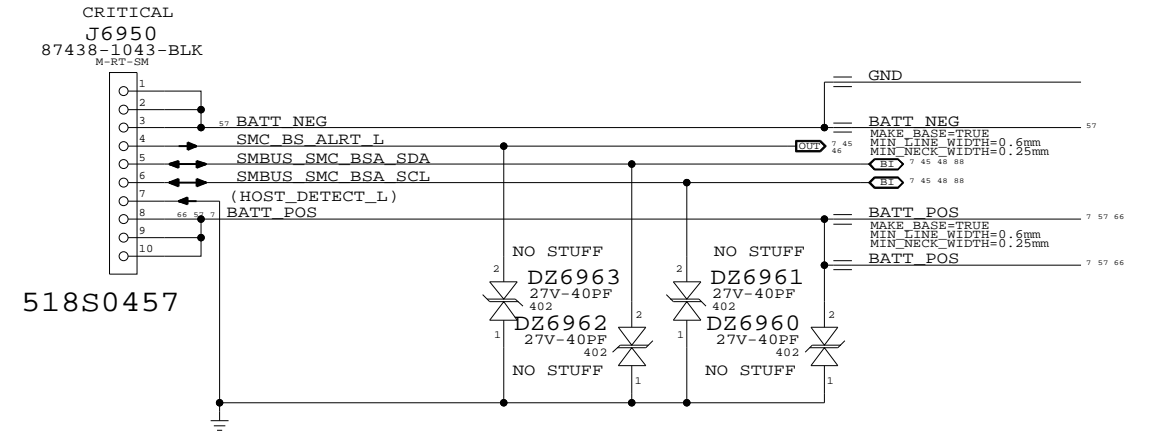 CRITICAL
J6950
87438-1043-BLK
M-RT-SM
1
2
3
4
5
6
7
8
9
10
518S0457
57 BATT_NEG
SMC_BS_ALRT_L
SMBUS_SMC_BSA_SDA
SMBUS_SMC_BSA_SCL
(HOST_DETECT_L)
66 57 7 BATT_POS
GND
BATT_NEG 57
MAKE_BASE=TRUE
MIN_LINE_WIDTH=0.6mm
MIN_NECK_WIDTH=0.25mm
OUT 7 45
46
BI 7 45 48 88
BI 7 45 48 88
BATT_POS 7 57 66
MAKE_BASE=TRUE
MIN_LINE_WIDTH=0.6mm
MIN_NECK_WIDTH=0.25mm
BATT_POS 7 57 66
NO STUFF
2
DZ6963
27V-40PF
402
1
2
DZ6962
27V-40PF
402
NO STUFF
1
NO STUFF
2
DZ6961
27V-40PF
402
1
2
DZ6960
27V-40PF
402
NO STUFF
1